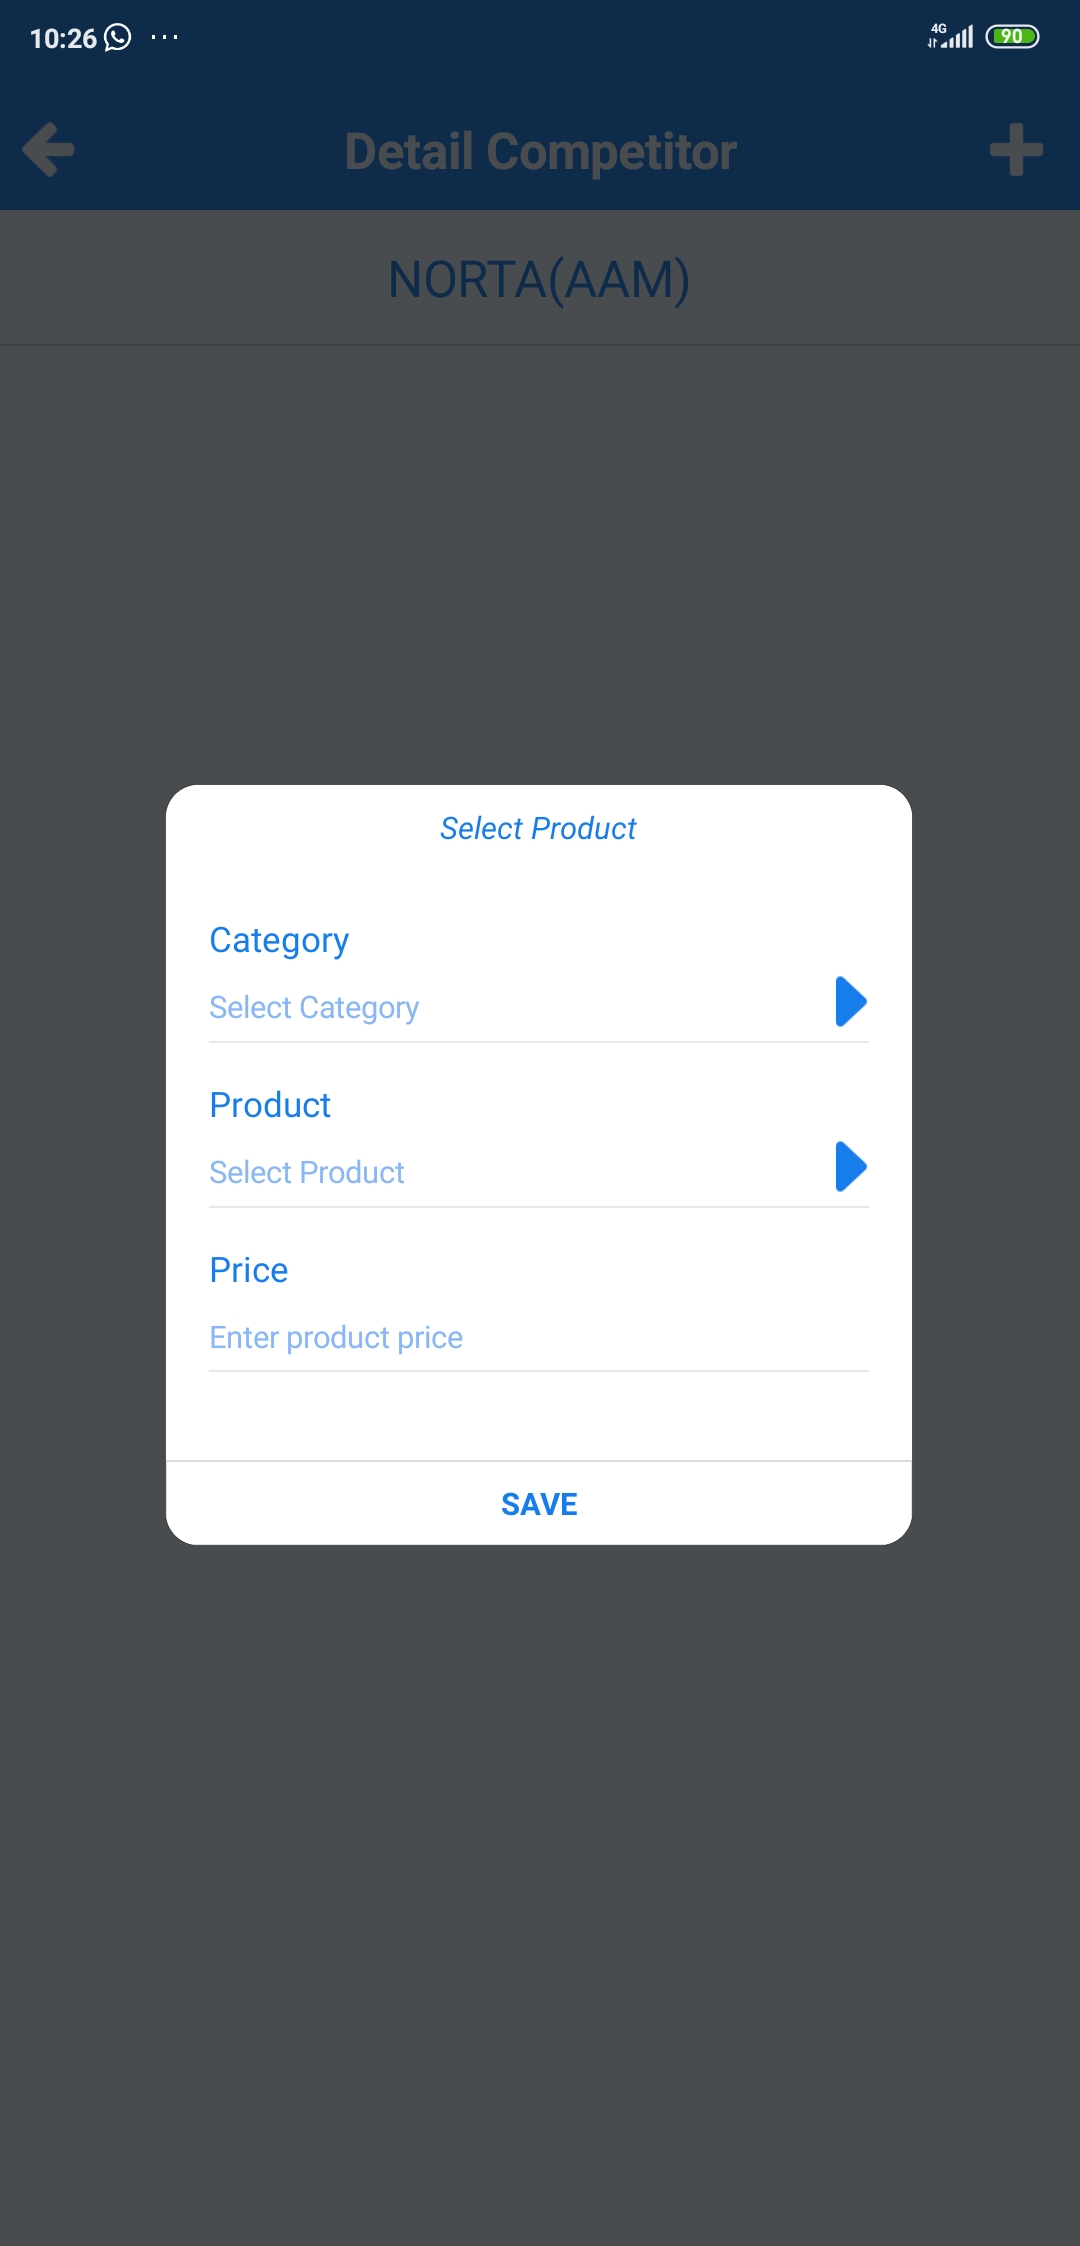 10:26 ... 4G 90
Detail Competitor
NORTA(AAM)
Select Product
Category
Select Category
Product
Select Product
Price
Enter product price
SAVE